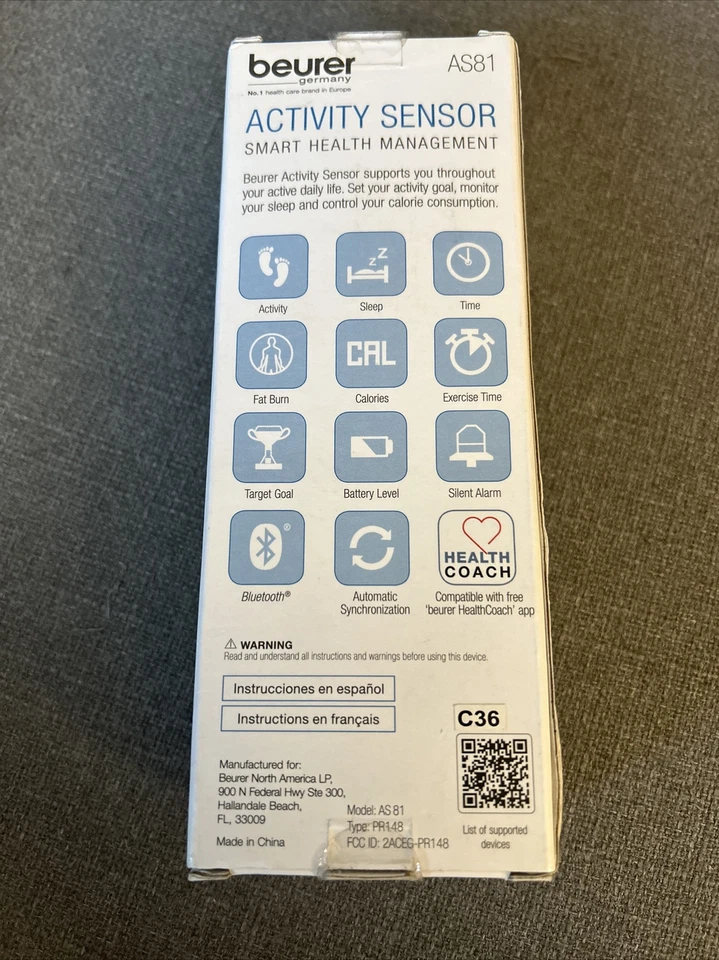 beurer
germany
AS81
No.1 health care brand in Europe
ACTIVITY SENSOR
SMART HEALTH MANAGEMENT
Beurer Activity Sensor supports you throughout
your active daily life. Set your activity goal, monitor
your sleep and control your calorie consumption.
z z Z
Activity
Sleep
Time
CAL
Fat Burn
Calories
Exercise Time
Target Goal
Battery Level
Silent Alarm
®
HEALTH
COACH
Bluetooth®
Automatic
Synchronization
Compatible with free
'beurer HealthCoach' app
⚠ WARNING
Read and understand all instructions and warnings before using this device.
Instrucciones en español
Instructions en français
C36
Manufactured for:
Beurer North America LP,
900 N Federal Hwy Ste 300,
Hallandale Beach,
FL, 33009
Made in China
Model: AS 81
Type: PR148
FCC ID: 2ACEG-PR148
List of supported
devices